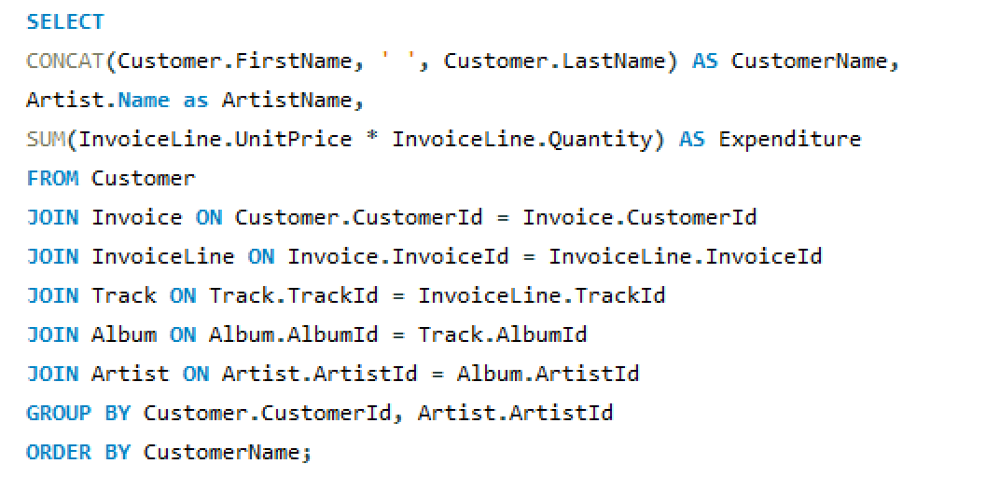 SELECT
CONCAT(Customer.FirstName, ' ', Customer.LastName) AS CustomerName,
Artist.Name as ArtistName,
SUM(InvoiceLine.UnitPrice * InvoiceLine.Quantity) AS Expenditure
FROM Customer
JOIN Invoice ON Customer.CustomerId = Invoice.CustomerId
JOIN InvoiceLine ON Invoice.InvoiceId = InvoiceLine.InvoiceId
JOIN Track ON Track.TrackId = InvoiceLine.TrackId
JOIN Album ON Album.AlbumId = Track.AlbumId
JOIN Artist ON Artist.ArtistId = Album.ArtistId
GROUP BY Customer.CustomerId, Artist.ArtistId
ORDER BY CustomerName;